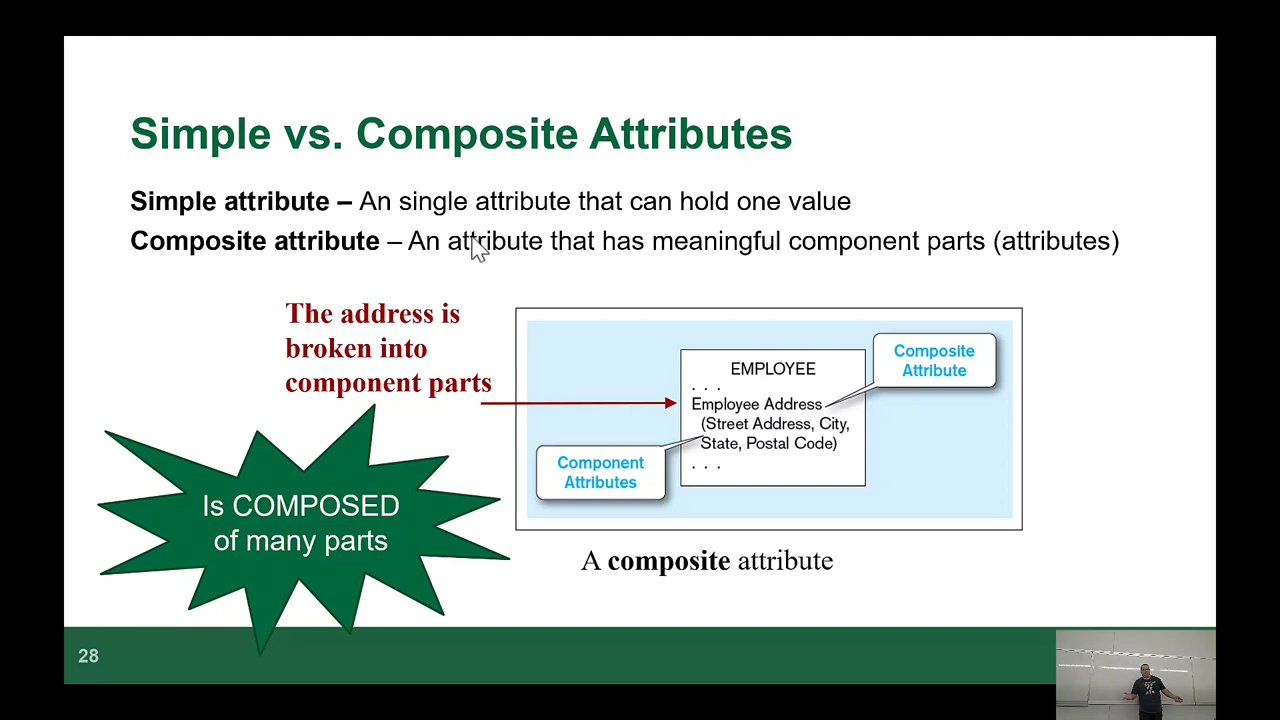 Simple vs. Composite Attributes
Simple attribute – An single attribute that can hold one value
Composite attribute – An attribute that has meaningful component parts (attributes)
The address is
broken into
component parts
Is COMPOSED
of many parts
EMPLOYEE
. . .
Employee Address
(Street Address, City,
State, Postal Code)
. . .
Composite
Attribute
Component
Attributes
A composite attribute
28